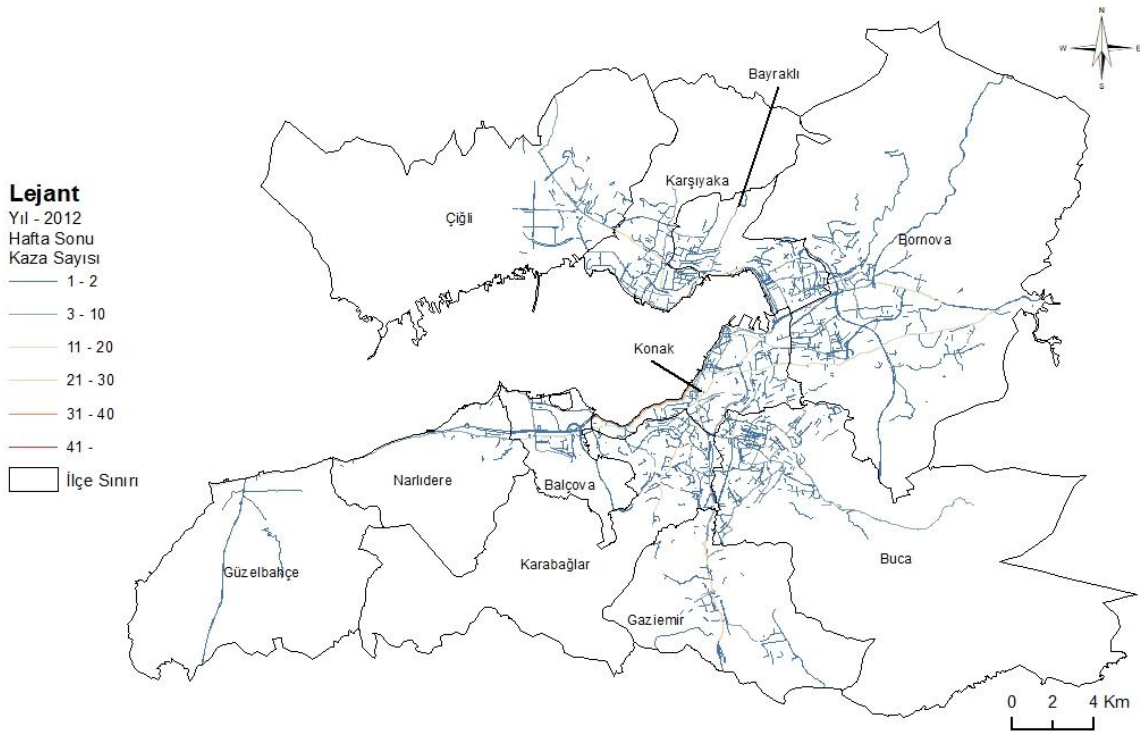 N
W
E
S
Bayraklı
Karşıyaka
Çiğli
Bornova
Konak
Narlıdere
Balçova
Karabağlar
Buca
Güzelbahçe
Gaziemir
Lejant
Yıl - 2012
Hafta Sonu
Kaza Sayısı
1 - 2
3 - 10
11 - 20
21 - 30
31 - 40
41 -
İlçe Sınırı
0 2 4 Km